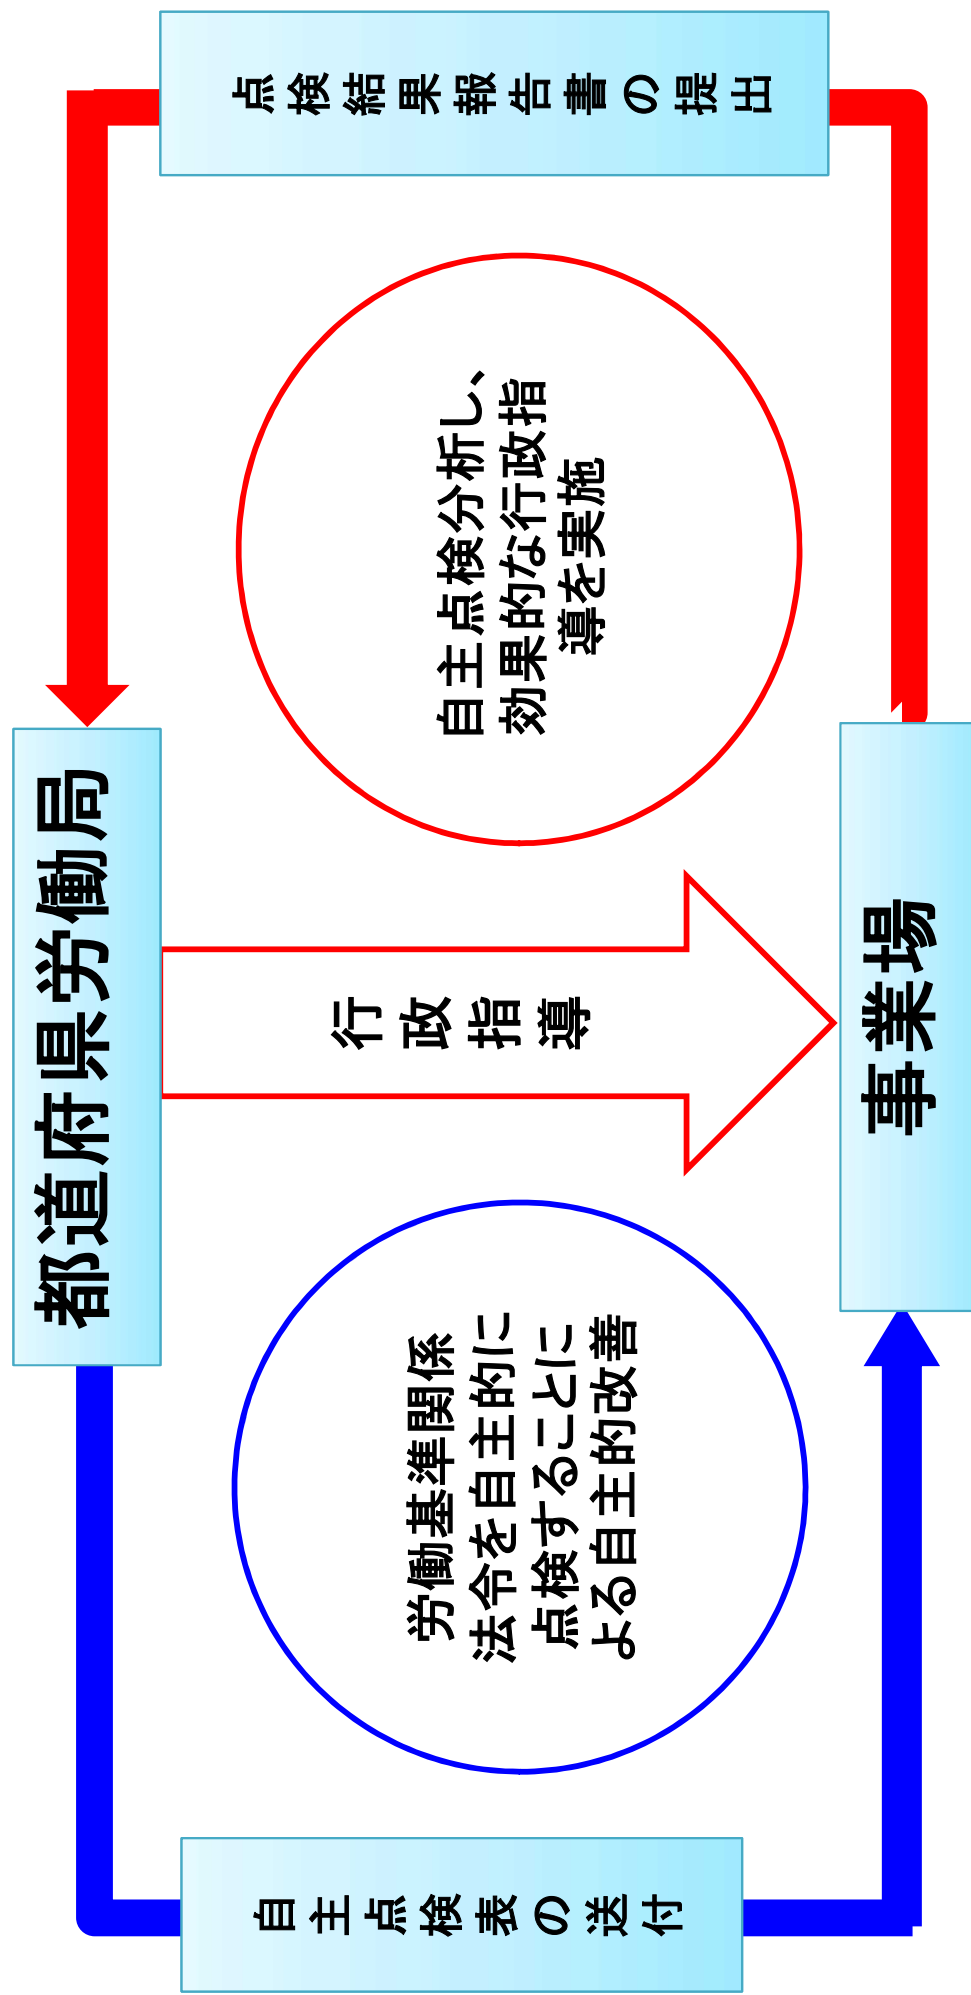 都道府県労働局
自主点検表の送付
労働基準関係
法令を自主的に
点検することに
よる自主的改善
行政指導
自主点検分析し、
効果的な行政指
導を実施
点検結果報告書の提出
事業場